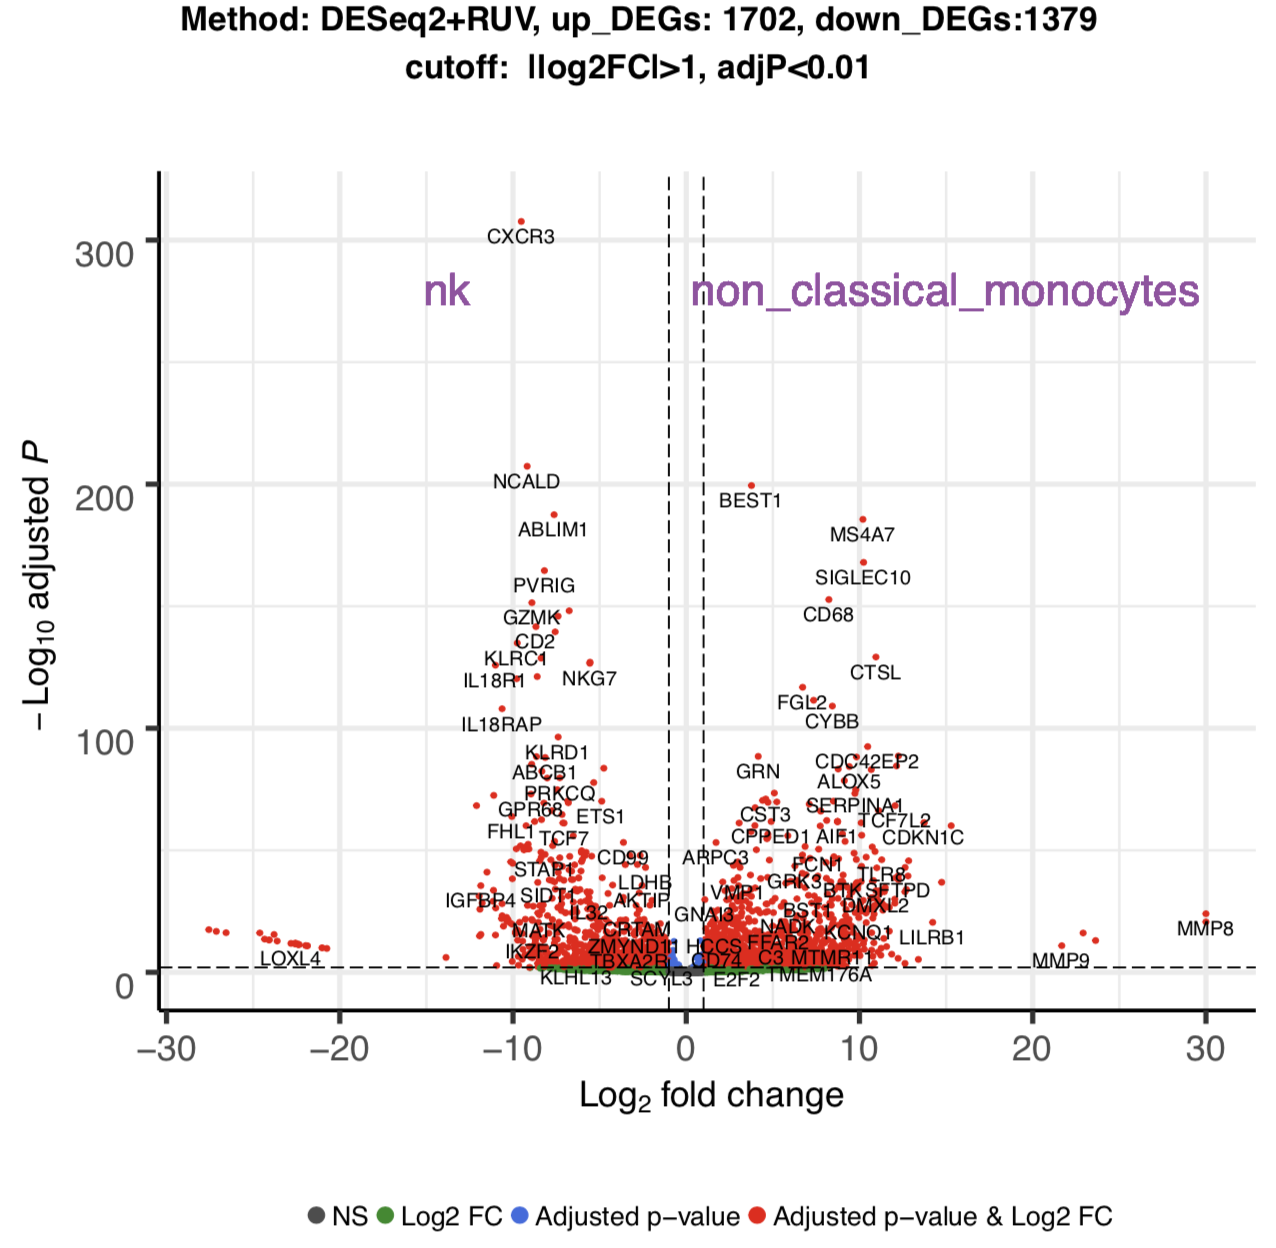 Method: DESeq2+RUV, up_DEGs: 1702, down_DEGs:1379
cutoff:  |log2FC|>1, adjP<0.01
300
200
100
0
−Log10 adjusted P
nk
non_classical_monocytes
CXCR3
NCALD
BEST1
ABLIM1
MS4A7
PVRIG
SIGLEC10
GZMK
CD68
CD2
KLRC1
CTSL
IL18R1
NKG7
FGL2
IL18RAP
CYBB
KLRD1
CDC42EP2
ABCB1
GRN
ALOX5
PRKCQ
GPR68
SERPINA1
ETS1
CST3
TCF7L2
FHL1
TCF7
CPPED1
AIF1
CDKN1C
CD99
ARPC3
FCN1
STAP1
TLR8
LDHB
GRK3
SIDT1
VMP1
BTK
SFTPD
IGFBP4
AKTIP
DMXL2
IL32
GNAI3
BST1
MATK
CRTAM
NADK
KCNQ1
LILRB1
MMP8
ZMYND11
HCCS
FEAR2
IKZF2
LOXL4
TBXA2R
CD74
C3
MTMR11
MMP9
KLHL13
SCYL3
E2F2
TMEM176A
−30
−20
−10
0
10
20
30
Log2 fold change
NS
Log2 FC
Adjusted p−value
Adjusted p−value & Log2 FC